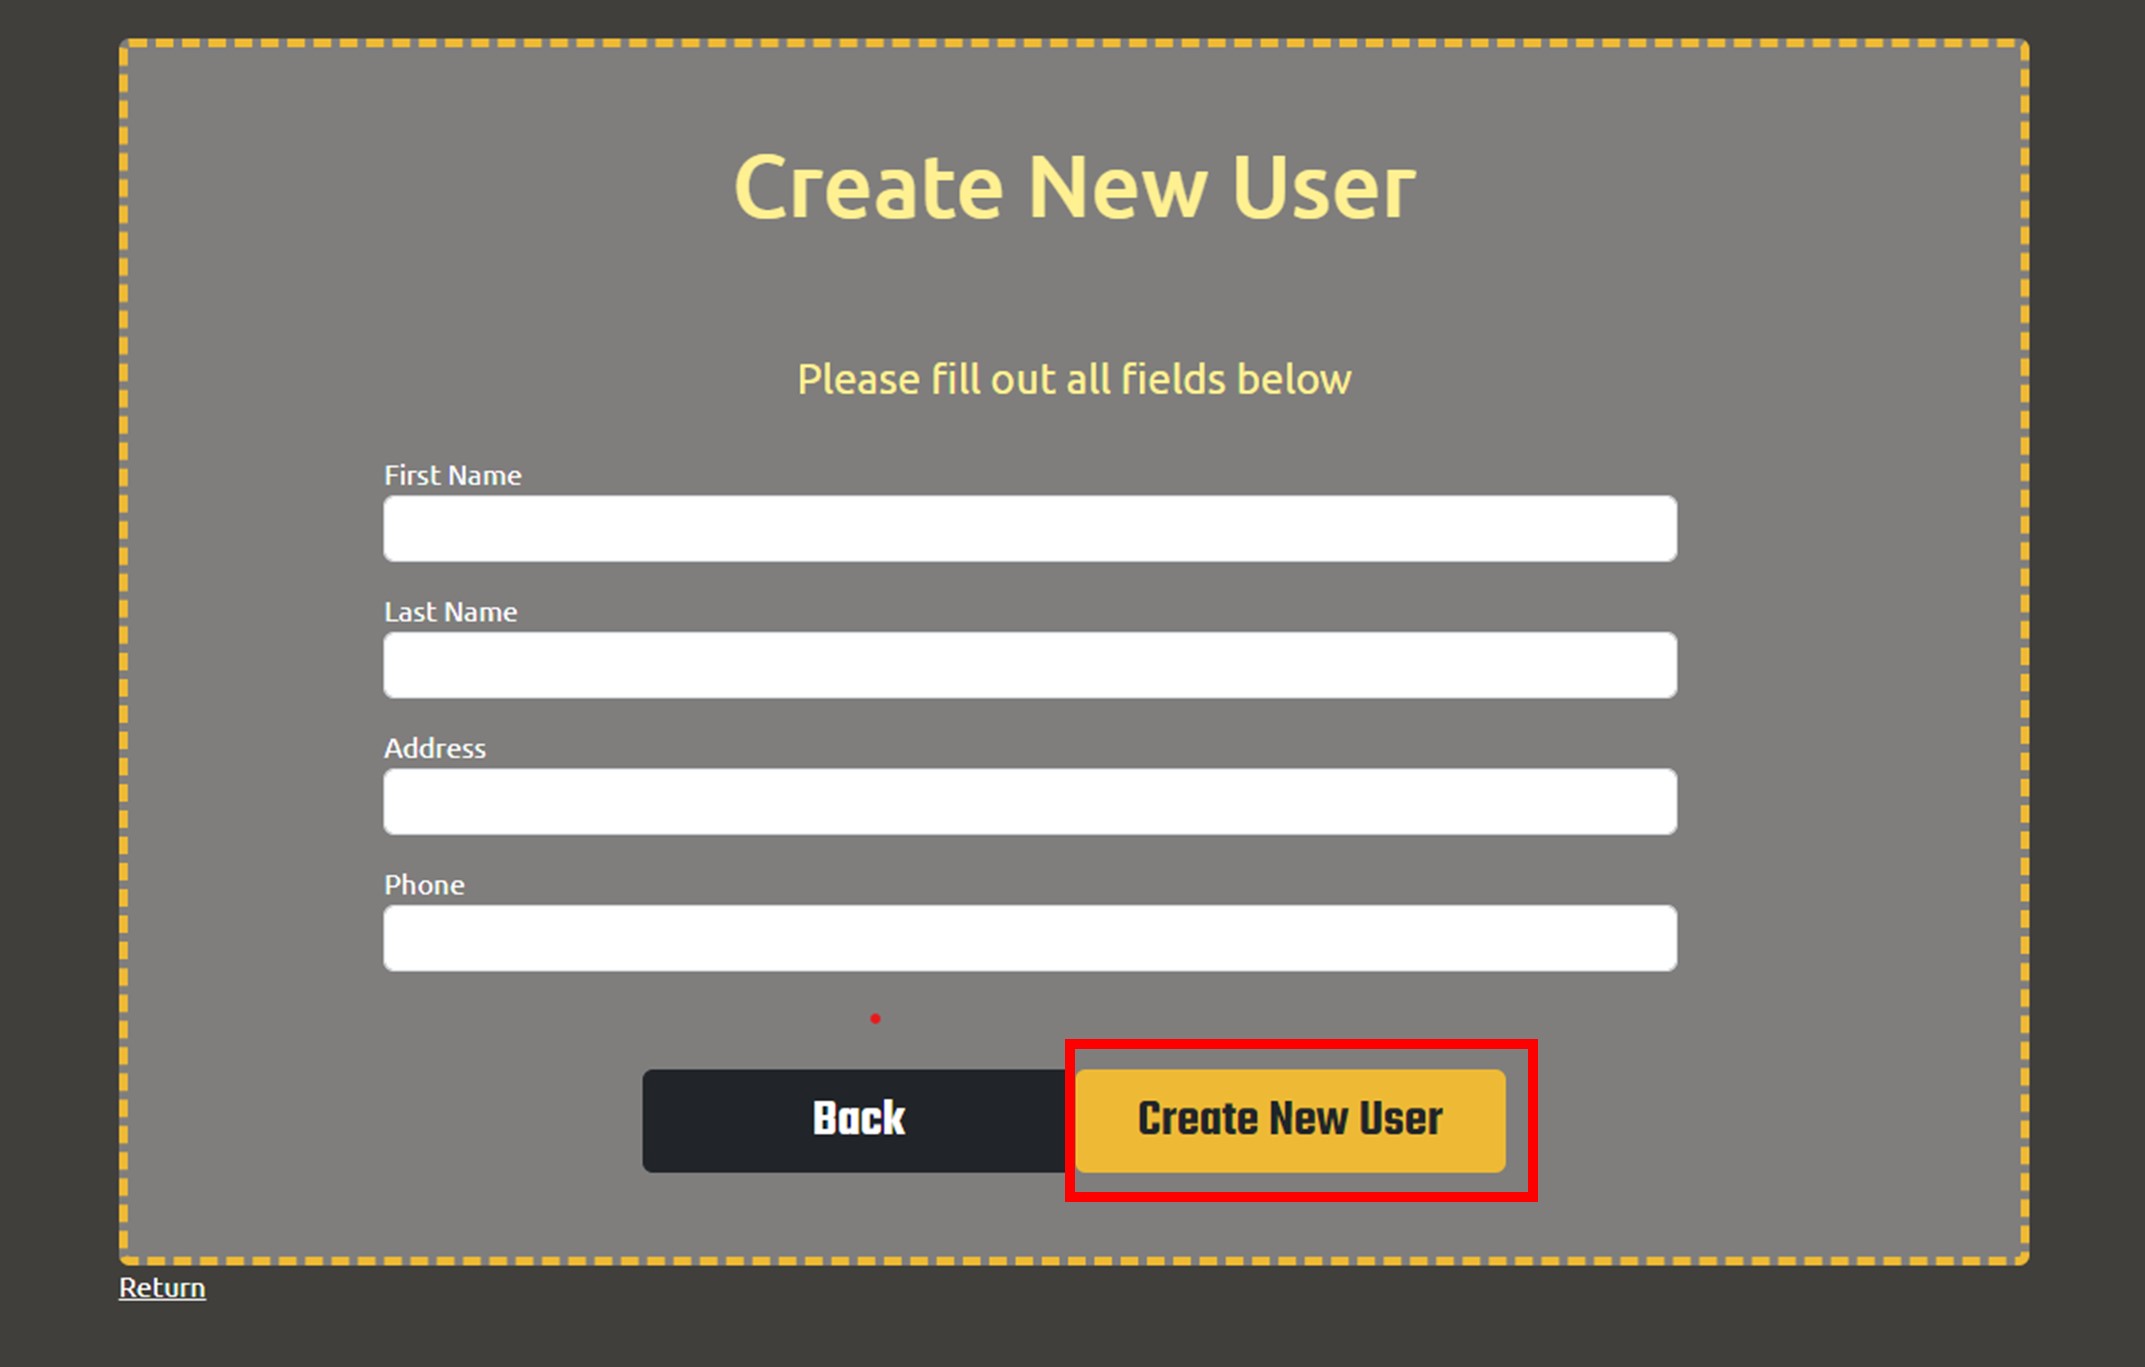 Create New User
Please fill out all fields below
First Name
Last Name
Address
Phone
Back Create New User
Return